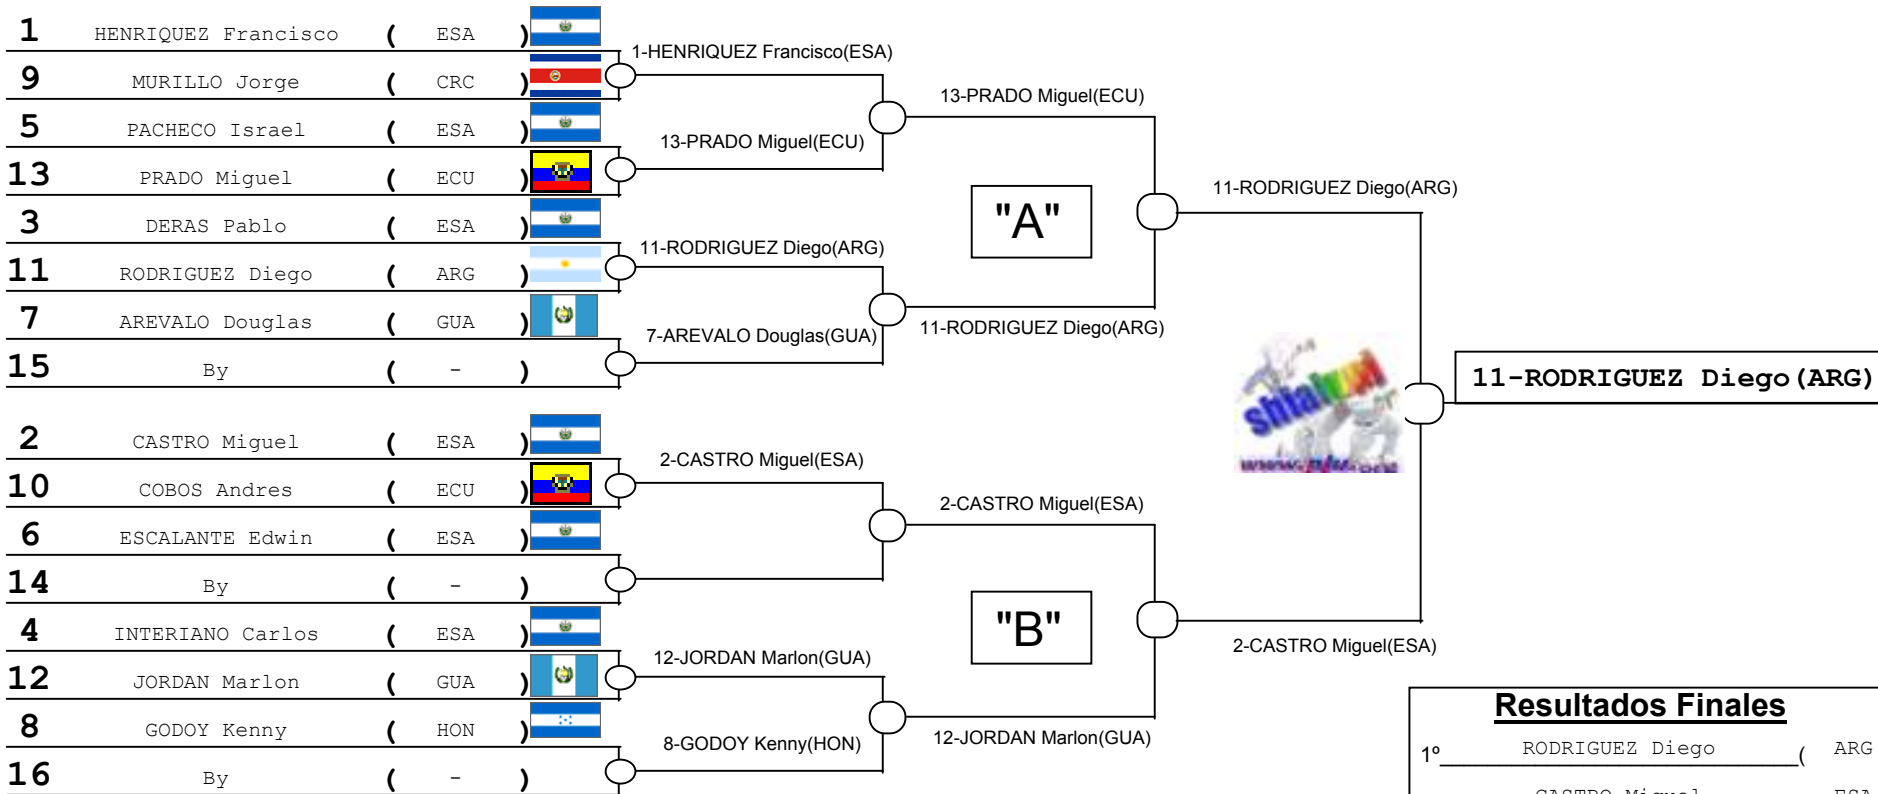 1 HENRIQUEZ Francisco ( ESA )
9 MURILLO Jorge ( CRC )
5 PACHECO Israel ( ESA )
13 PRADO Miguel ( ECU )
3 DERAS Pablo ( ESA )
11 RODRIGUEZ Diego ( ARG )
7 AREVALO Douglas ( GUA )
15 By ( - )
2 CASTRO Miguel ( ESA )
10 COBOS Andres ( ECU )
6 ESCALANTE Edwin ( ESA )
14 By ( - )
4 INTERIANO Carlos ( ESA )
12 JORDAN Marlon ( GUA )
8 GODOY Kenny ( HON )
16 By ( - )
1-HENRIQUEZ Francisco(ESA)
13-PRADO Miguel(ECU)
11-RODRIGUEZ Diego(ARG)
7-AREVALO Douglas(GUA)
2-CASTRO Miguel(ESA)
12-JORDAN Marlon(GUA)
8-GODOY Kenny(HON)
13-PRADO Miguel(ECU)
"A"
11-RODRIGUEZ Diego(ARG)
2-CASTRO Miguel(ESA)
"B"
12-JORDAN Marlon(GUA)
11-RODRIGUEZ Diego(ARG)
2-CASTRO Miguel(ESA)
11-RODRIGUEZ Diego(ARG)
Resultados Finales
1º RODRIGUEZ Diego ( ARG
CASTRO Miguel ESA